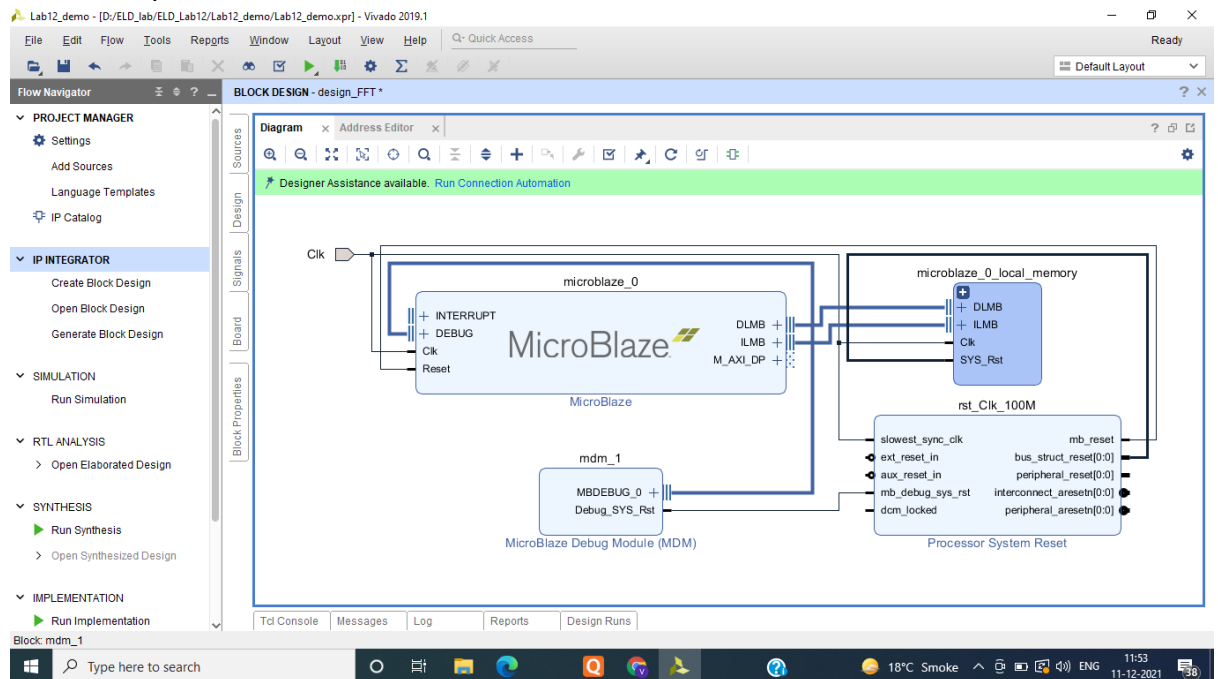 Lab12_demo - [D:/ELD_lab/ELD_Lab12/Lab12_demo/Lab12_demo.xpr] - Vivado 2019.1
File Edit Flow Tools Reports Window Layout View Help Q- Quick Access Ready
Default Layout
Flow Navigator
BLOCK DESIGN - design_FFT *
PROJECT MANAGER
Settings
Add Sources
Language Templates
IP Catalog
IP INTEGRATOR
Create Block Design
Open Block Design
Generate Block Design
SIMULATION
Run Simulation
RTL ANALYSIS
Open Elaborated Design
SYNTHESIS
Run Synthesis
Open Synthesized Design
IMPLEMENTATION
Run Implementation
Sources
Design
Signals
Board
Block Properties
Diagram Address Editor
Designer Assistance available. Run Connection Automation
Clk
microblaze_0
INTERRUPT
DEBUG
Clk
Reset
MicroBlaze
DLMB
ILMB
M_AXI_DP
MicroBlaze
microblaze_0_local_memory
DLMB
ILMB
Clk
SYS_Rst
mdm_1
MBDEBUG_0
Debug_SYS_Rst
MicroBlaze Debug Module (MDM)
rst_Clk_100M
slowest_sync_clk mb_reset
ext_reset_in bus_struct_reset[0:0]
aux_reset_in peripheral_reset[0:0]
mb_debug_sys_rst interconnect_aresetn[0:0]
dcm_locked peripheral_aresetn[0:0]
Processor System Reset
Tcl Console Messages Log Reports Design Runs
Block: mdm_1
Type here to search
18°C Smoke ENG
11:53
11-12-2021
38